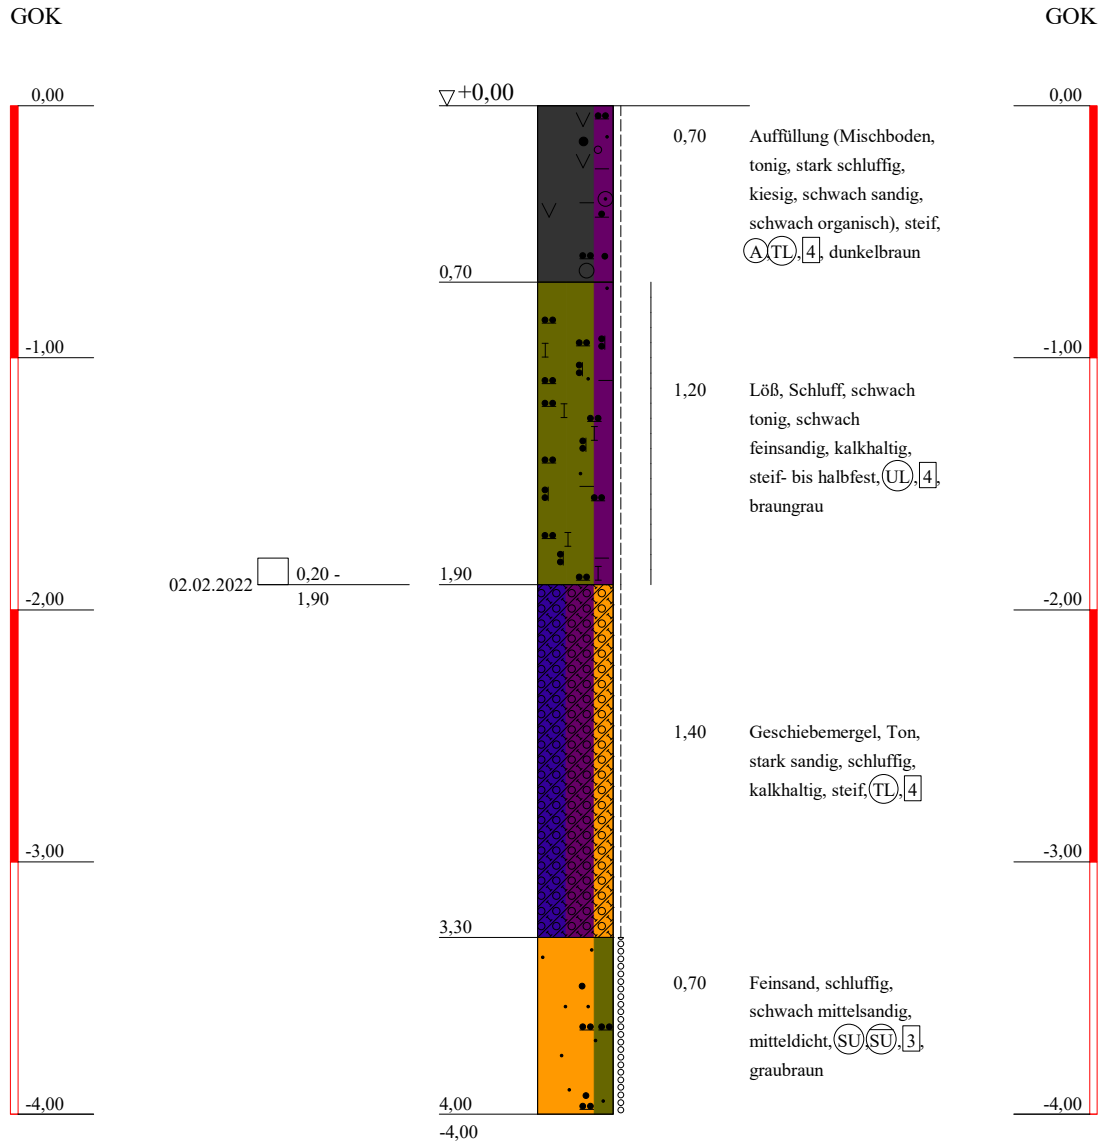 GOK
GOK
0,00
+0,00
0,00
0,70 Auffüllung (Mischboden,
tonig, stark schluffig,
kiesig, schwach sandig,
schwach organisch), steif,
A, TL, 4, dunkelbraun
0,70
-1,00
-1,00
1,20 Löß, Schluff, schwach
tonig, schwach
feinsandig, kalkhaltig,
steif- bis halbfest, UL, 4,
braungrau
02.02.2022 0,20 -
1,90
1,90
-2,00
-2,00
1,40 Geschiebemergel, Ton,
stark sandig, schluffig,
kalkhaltig, steif, TL, 4
-3,00
-3,00
3,30
0,70 Feinsand, schluffig,
schwach mittelsandig,
mitteldicht, SU, S̅U̅, 3,
graubraun
-4,00
4,00
-4,00
-4,00